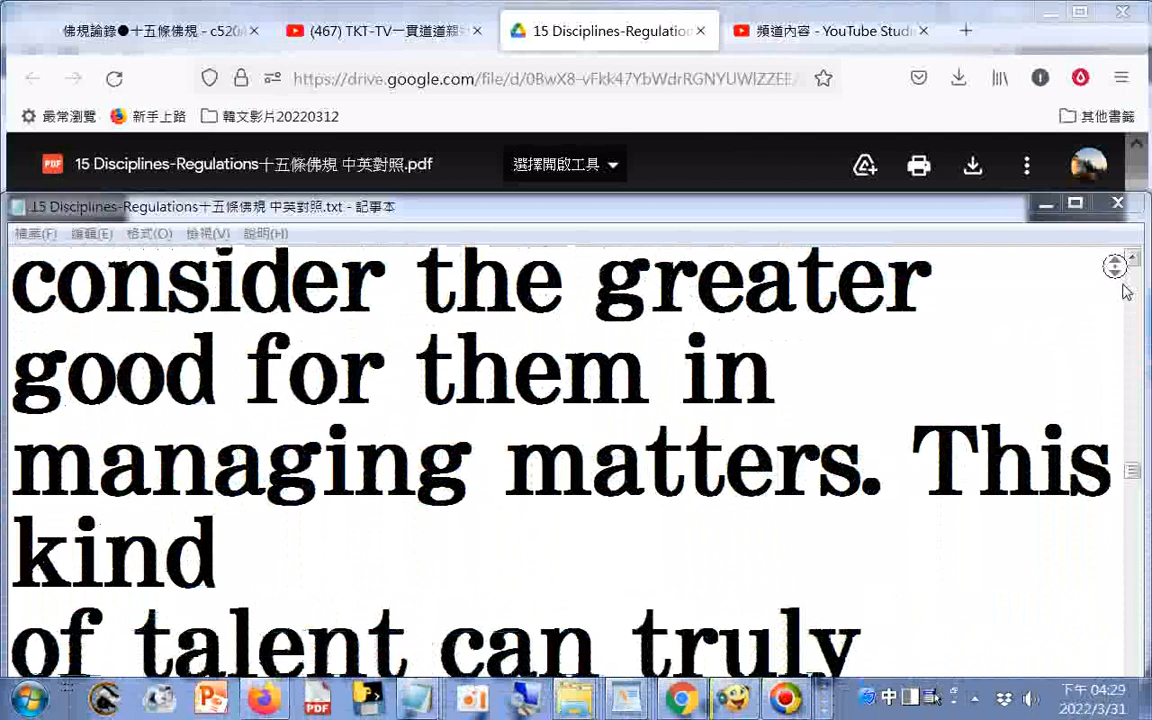 佛規論錄●十五條佛規 - c520
(467) TKT-TV一貫道道親
15 Disciplines-Regulation
頻道內容 - YouTube Studi
https://drive.google.com/file/d/0BwX8-vFkk47YbWdrRGNYUWlZZEE
最常瀏覽
新手上路
韓文影片20220312
其他書籤
PDF
15 Disciplines-Regulations十五條佛規 中英對照.pdf
選擇開啟工具
15 Disciplines-Regulations十五條佛規 中英對照.txt - 記事本
檔案(F) 編輯(E) 格式(O) 檢視(V) 說明(H)
consider the greater
good for them in
managing matters. This
kind
of talent can truly
中
下午 04:29
2022/3/31